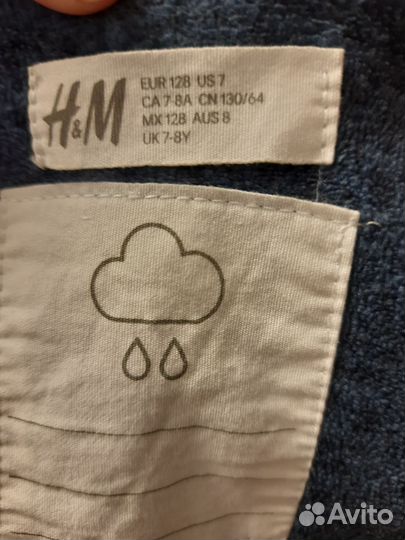 H&M
EUR 128 US 7
CA 7-8A CN 130/64
MX 128 AUS 8
UK 7-8Y
Avito